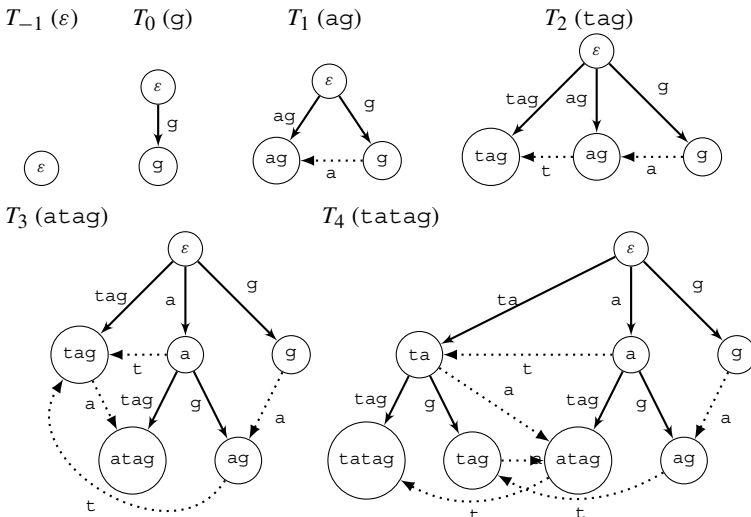 T₋₁ (ε) T₀ (g) T₁ (ag) T₂ (tag)
ε
ε
ε
tag ag g
g
ag g
ε g tag ag g
ag g
a
t a
T₃ (atag) T₄ (tatag)
ε ε
tag a g
ta a g
tag a g
t
ta a g
t
a tag g a
tag g a tag g a
atag ag
tatag tag atag ag
a
t
t t